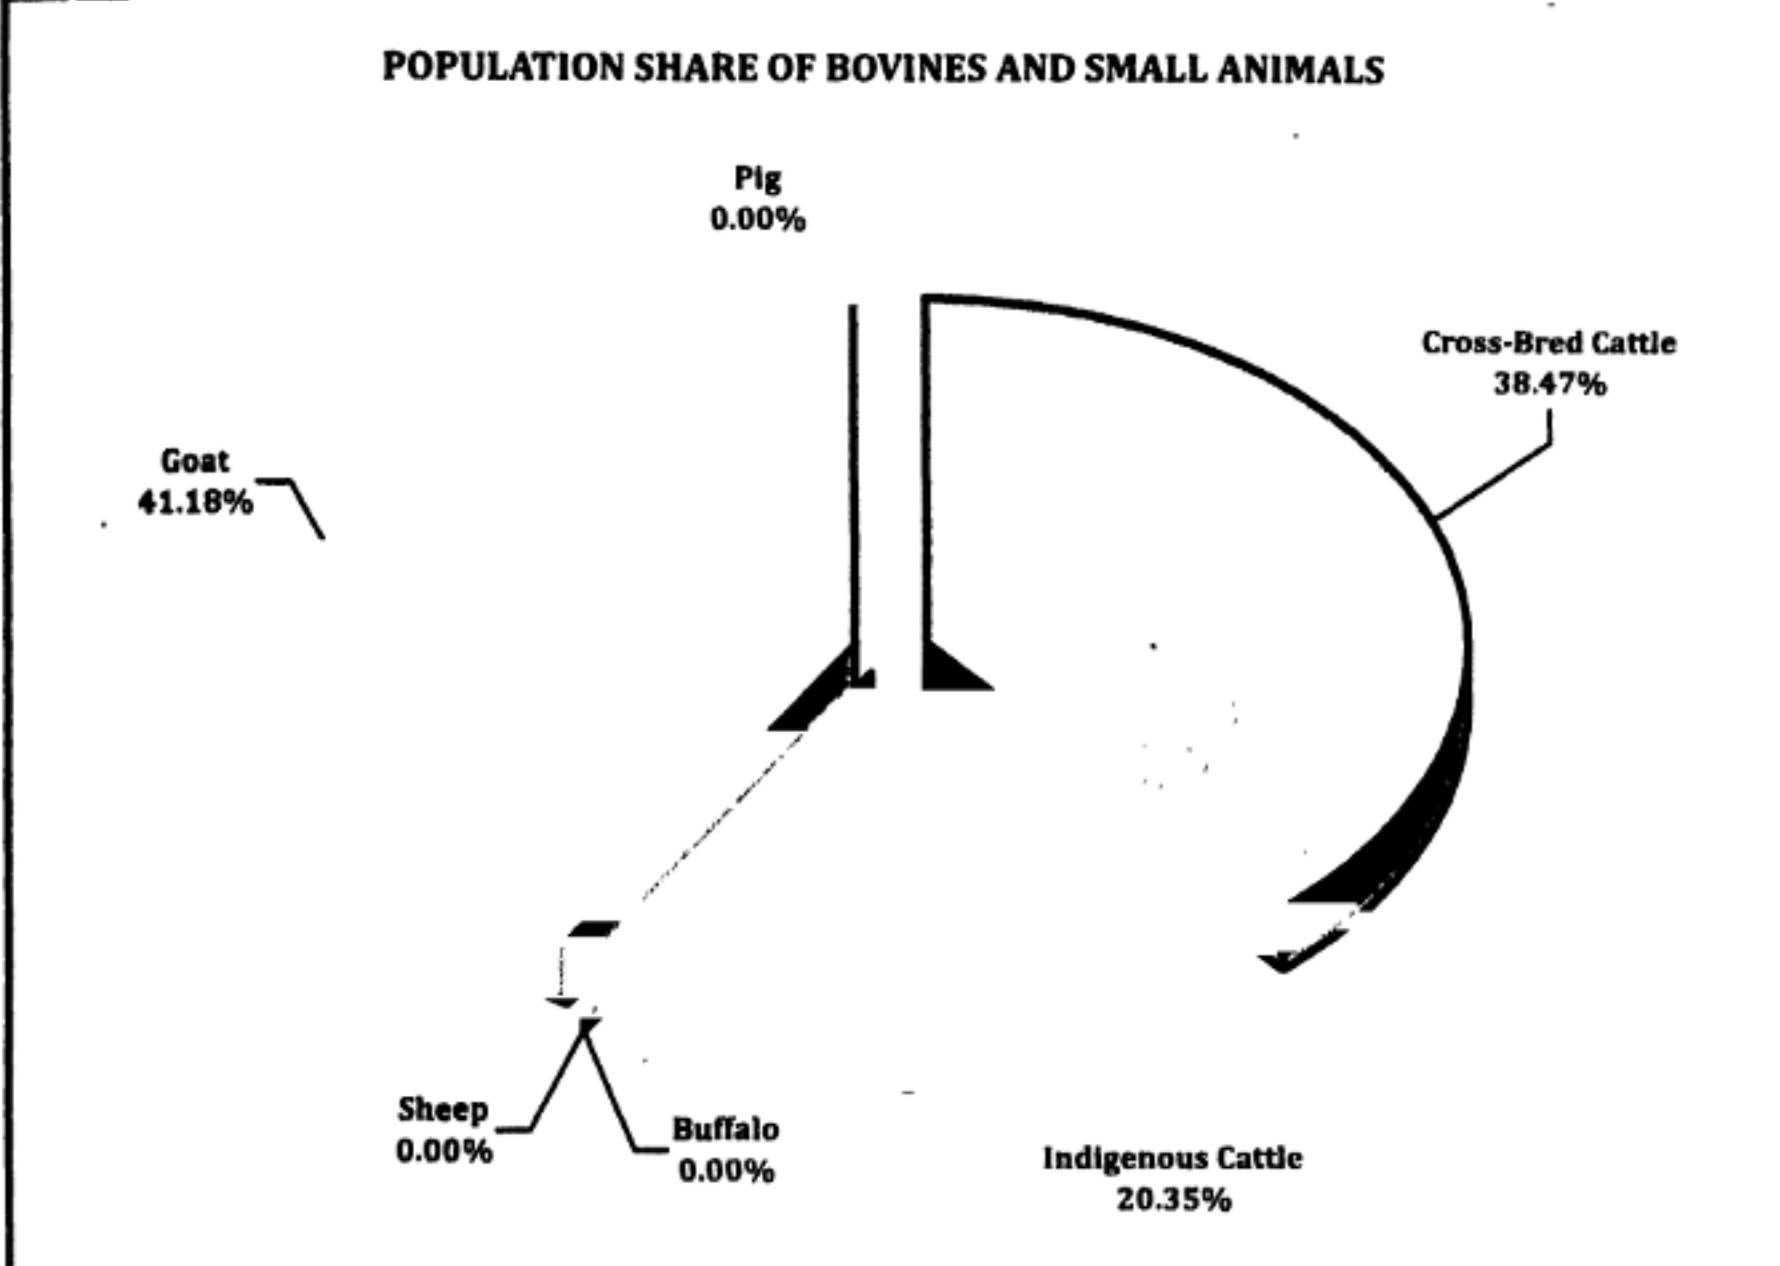 POPULATION SHARE OF BOVINES AND SMALL ANIMALS
Pig
0.00%
Cross-Bred Cattle
38.47%
Goat
41.18%
Sheep
0.00%
Buffalo
0.00%
Indigenous Cattle
20.35%